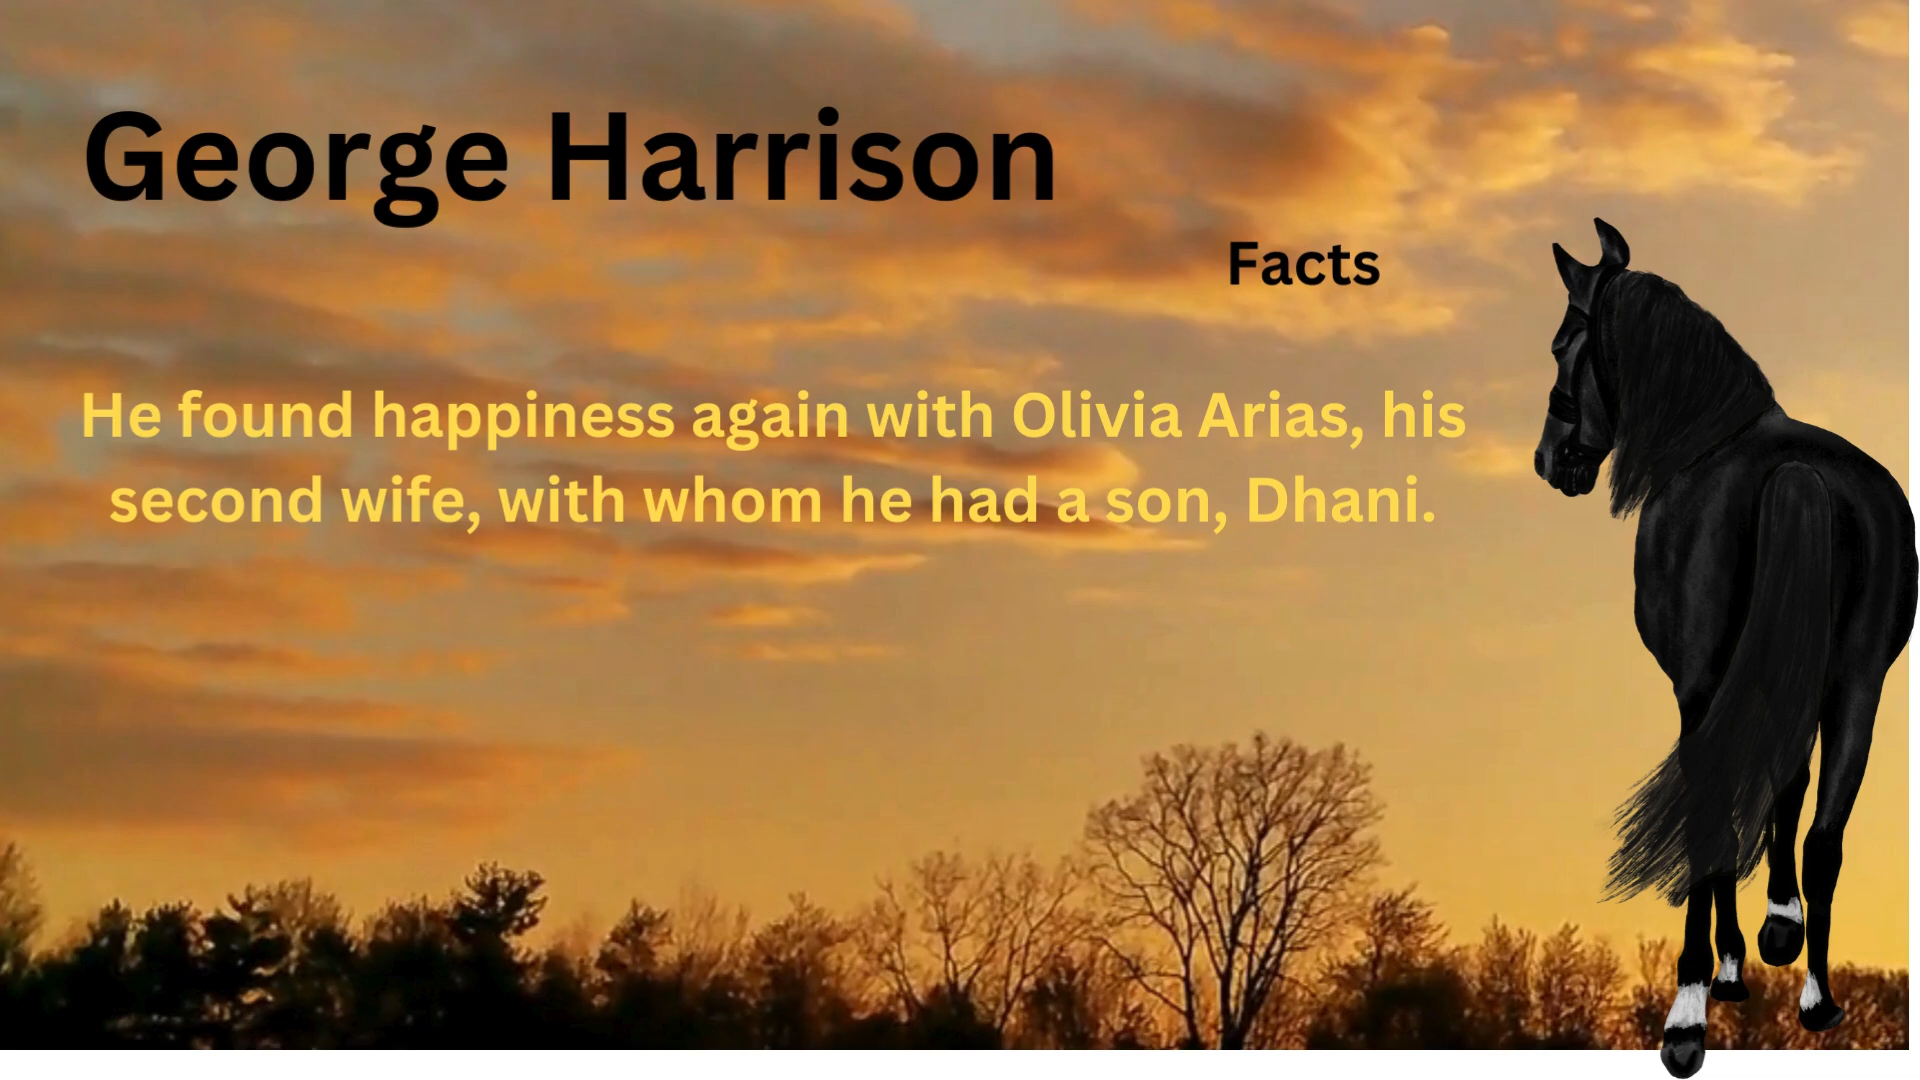 George Harrison
Facts
He found happiness again with Olivia Arias, his
second wife, with whom he had a son, Dhani.